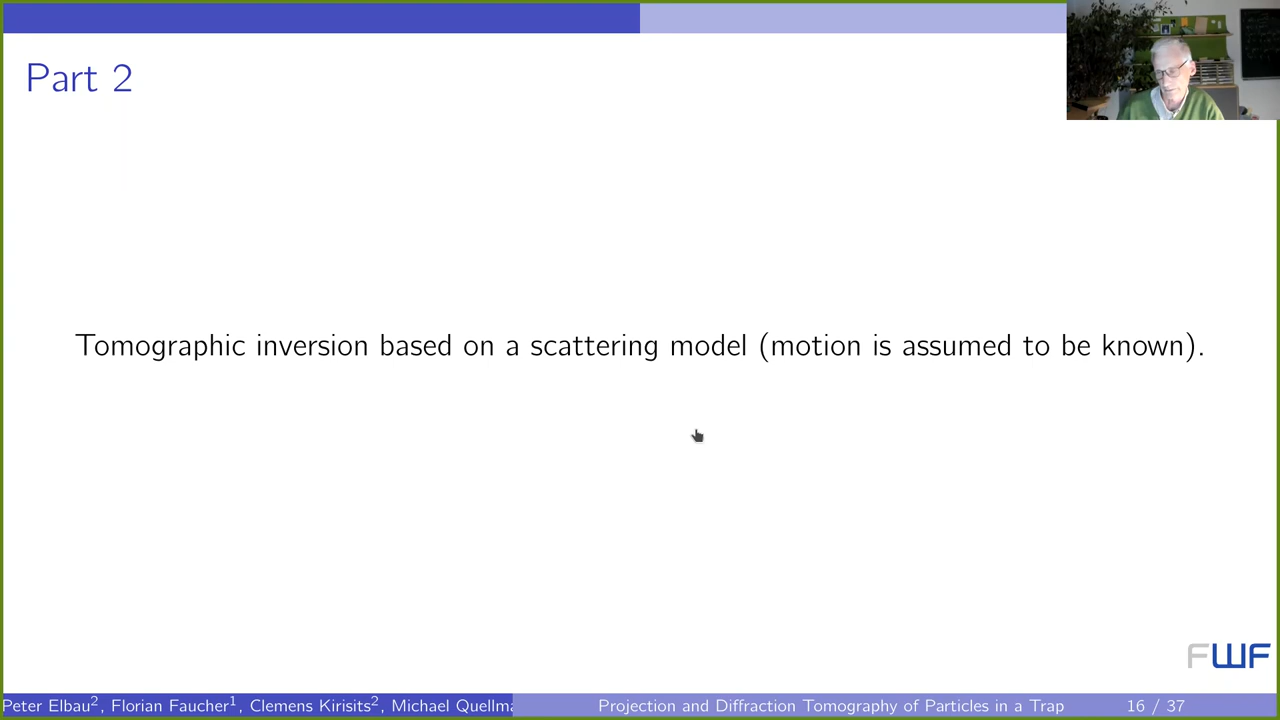 Part 2
Tomographic inversion based on a scattering model (motion is assumed to be known).
FWF
Peter Elbau², Florian Faucher¹, Clemens Kirisits², Michael Quellma
Projection and Diffraction Tomography of Particles in a Trap
16 / 37